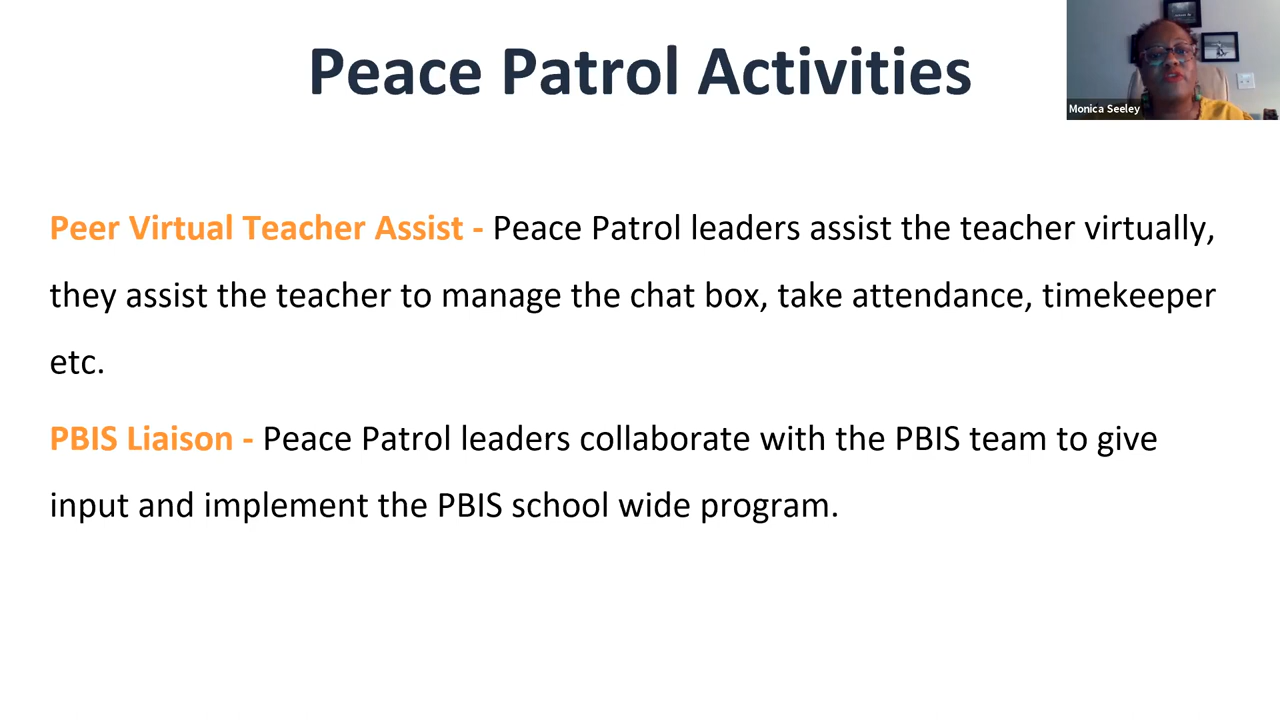 Peace Patrol Activities
Monica Seeley
Peer Virtual Teacher Assist - Peace Patrol leaders assist the teacher virtually,
they assist the teacher to manage the chat box, take attendance, timekeeper
etc.
PBIS Liaison - Peace Patrol leaders collaborate with the PBIS team to give
input and implement the PBIS school wide program.